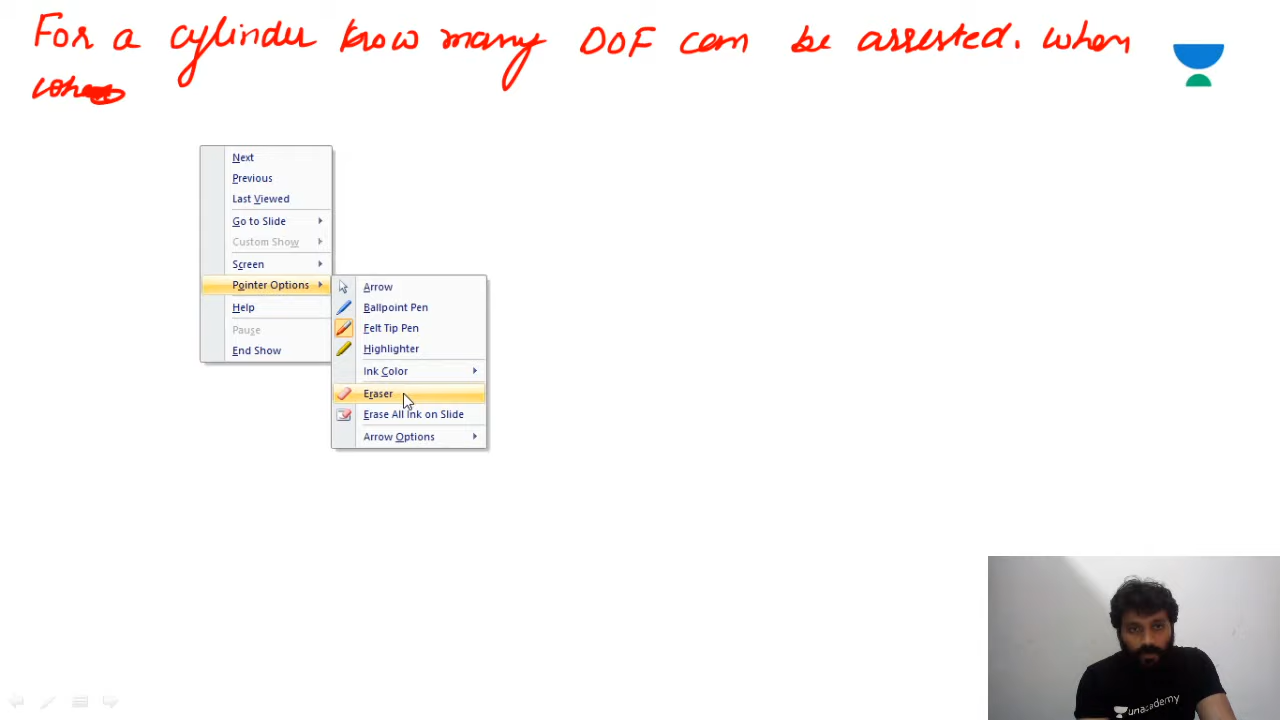 For a cylinder know many DOF can be arrested. when
Next
Previous
Last Viewed
Go to Slide
Custom Show
Screen
Pointer Options
Help
Pause
End Show
Arrow
Ballpoint Pen
Felt Tip Pen
Highlighter
Ink Color
Eraser
Erase All Ink on Slide
Arrow Options
unacademy